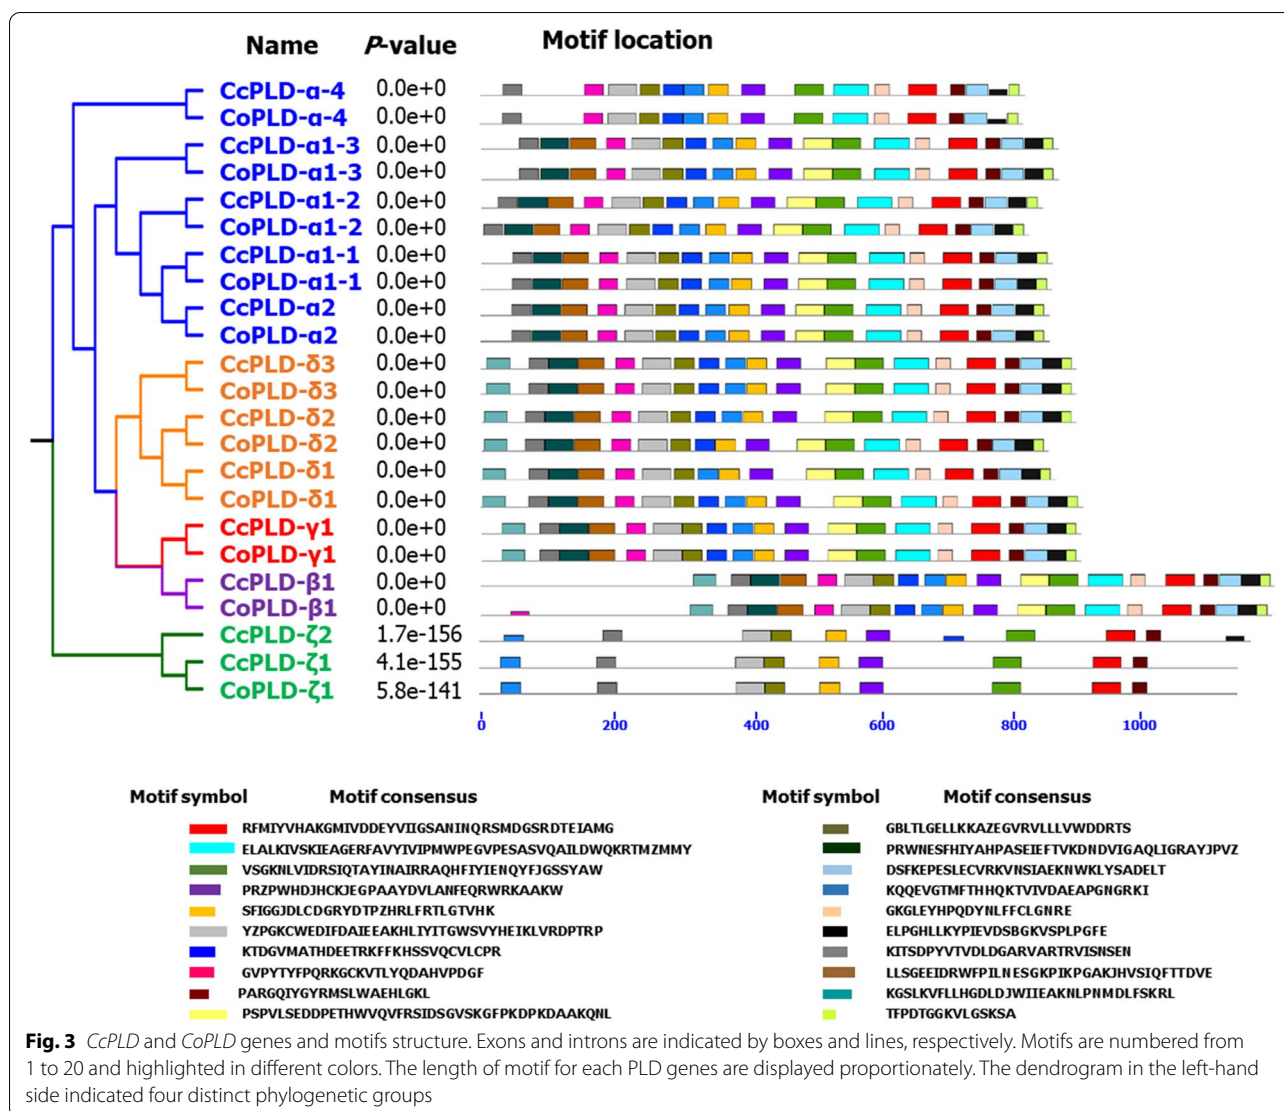 Name P-value Motif location
CcPLD-α-4 0.0e+0
CoPLD-α-4 0.0e+0
CcPLD-α1-3 0.0e+0
CoPLD-α1-3 0.0e+0
CcPLD-α1-2 0.0e+0
CoPLD-α1-2 0.0e+0
CcPLD-α1-1 0.0e+0
CoPLD-α1-1 0.0e+0
CcPLD-α2 0.0e+0
CoPLD-α2 0.0e+0
CcPLD-δ3 0.0e+0
CoPLD-δ3 0.0e+0
CcPLD-δ2 0.0e+0
CoPLD-δ2 0.0e+0
CcPLD-δ1 0.0e+0
CoPLD-δ1 0.0e+0
CcPLD-γ1 0.0e+0
CoPLD-γ1 0.0e+0
CcPLD-β1 0.0e+0
CoPLD-β1 0.0e+0
CcPLD-ζ2 1.7e-156
CcPLD-ζ1 4.1e-155
CoPLD-ζ1 5.8e-141
0 200 400 600 800 1000
Motif symbol Motif consensus Motif symbol Motif consensus
RFMIYVHAKGMIVDDEYVIIGSANINQRSMDGSRDTEIAMG GBLTLGELLKKAZEGVRVLLLVWDDRTS
ELALKIVSKIEAGERFAVYIVIPMWPEGVPESASVQAILDWQKRTMZMMY PRWNESFHIYAHPASEIEFTVKDNDVIGAQLIGRAYJPVZ
VSGKNLVIDRSIQTAYINAIRRAQHFIYIENQYFJGSSYAW DSFKEPESLECVRKVNSIAEKNWKLYSADELT
PRZPWHDJHCKJEGPAAYDVLANFEQRWRKAAKW KQQEVGTMFTHHQKTVIVDAEAPGNGRKI
SFIGGJDLCDGRYDTPZHRLFRTLGTVHK GKGLEYHPQDYNLFFCLGNRE
YZPGKCWEDIFDAIEEAKHLIYITGWSVYHEIKLVRDPTRP ELPGHLLKYPIEVDSBGKVSPLPGFE
KTDGVMATHDEETRKFFKHSSVQCVLCPR KITSDPYVTVDLDGARVARTRVISNSEN
GVPYTYFPQRKGCKVTLYQDAHVPDGF LLSGEEIDRWFPILNESGKPIKPGAKJHVSIQFTTDVE
PARGQIYGYRMSLWAEHLGKL KGSLKVFLLHGDLDJWIIEAKNLPNMDLFSKRL
PSPVLSEDDPETHWVQVFRSIDSGVSKGFPKDPKDAAKQNL TFPDTGGKVLGSKSA
Fig. 3 CcPLD and CoPLD genes and motifs structure. Exons and introns are indicated by boxes and lines, respectively. Motifs are numbered from
1 to 20 and highlighted in different colors. The length of motif for each PLD genes are displayed proportionately. The dendrogram in the left-hand
side indicated four distinct phylogenetic groups